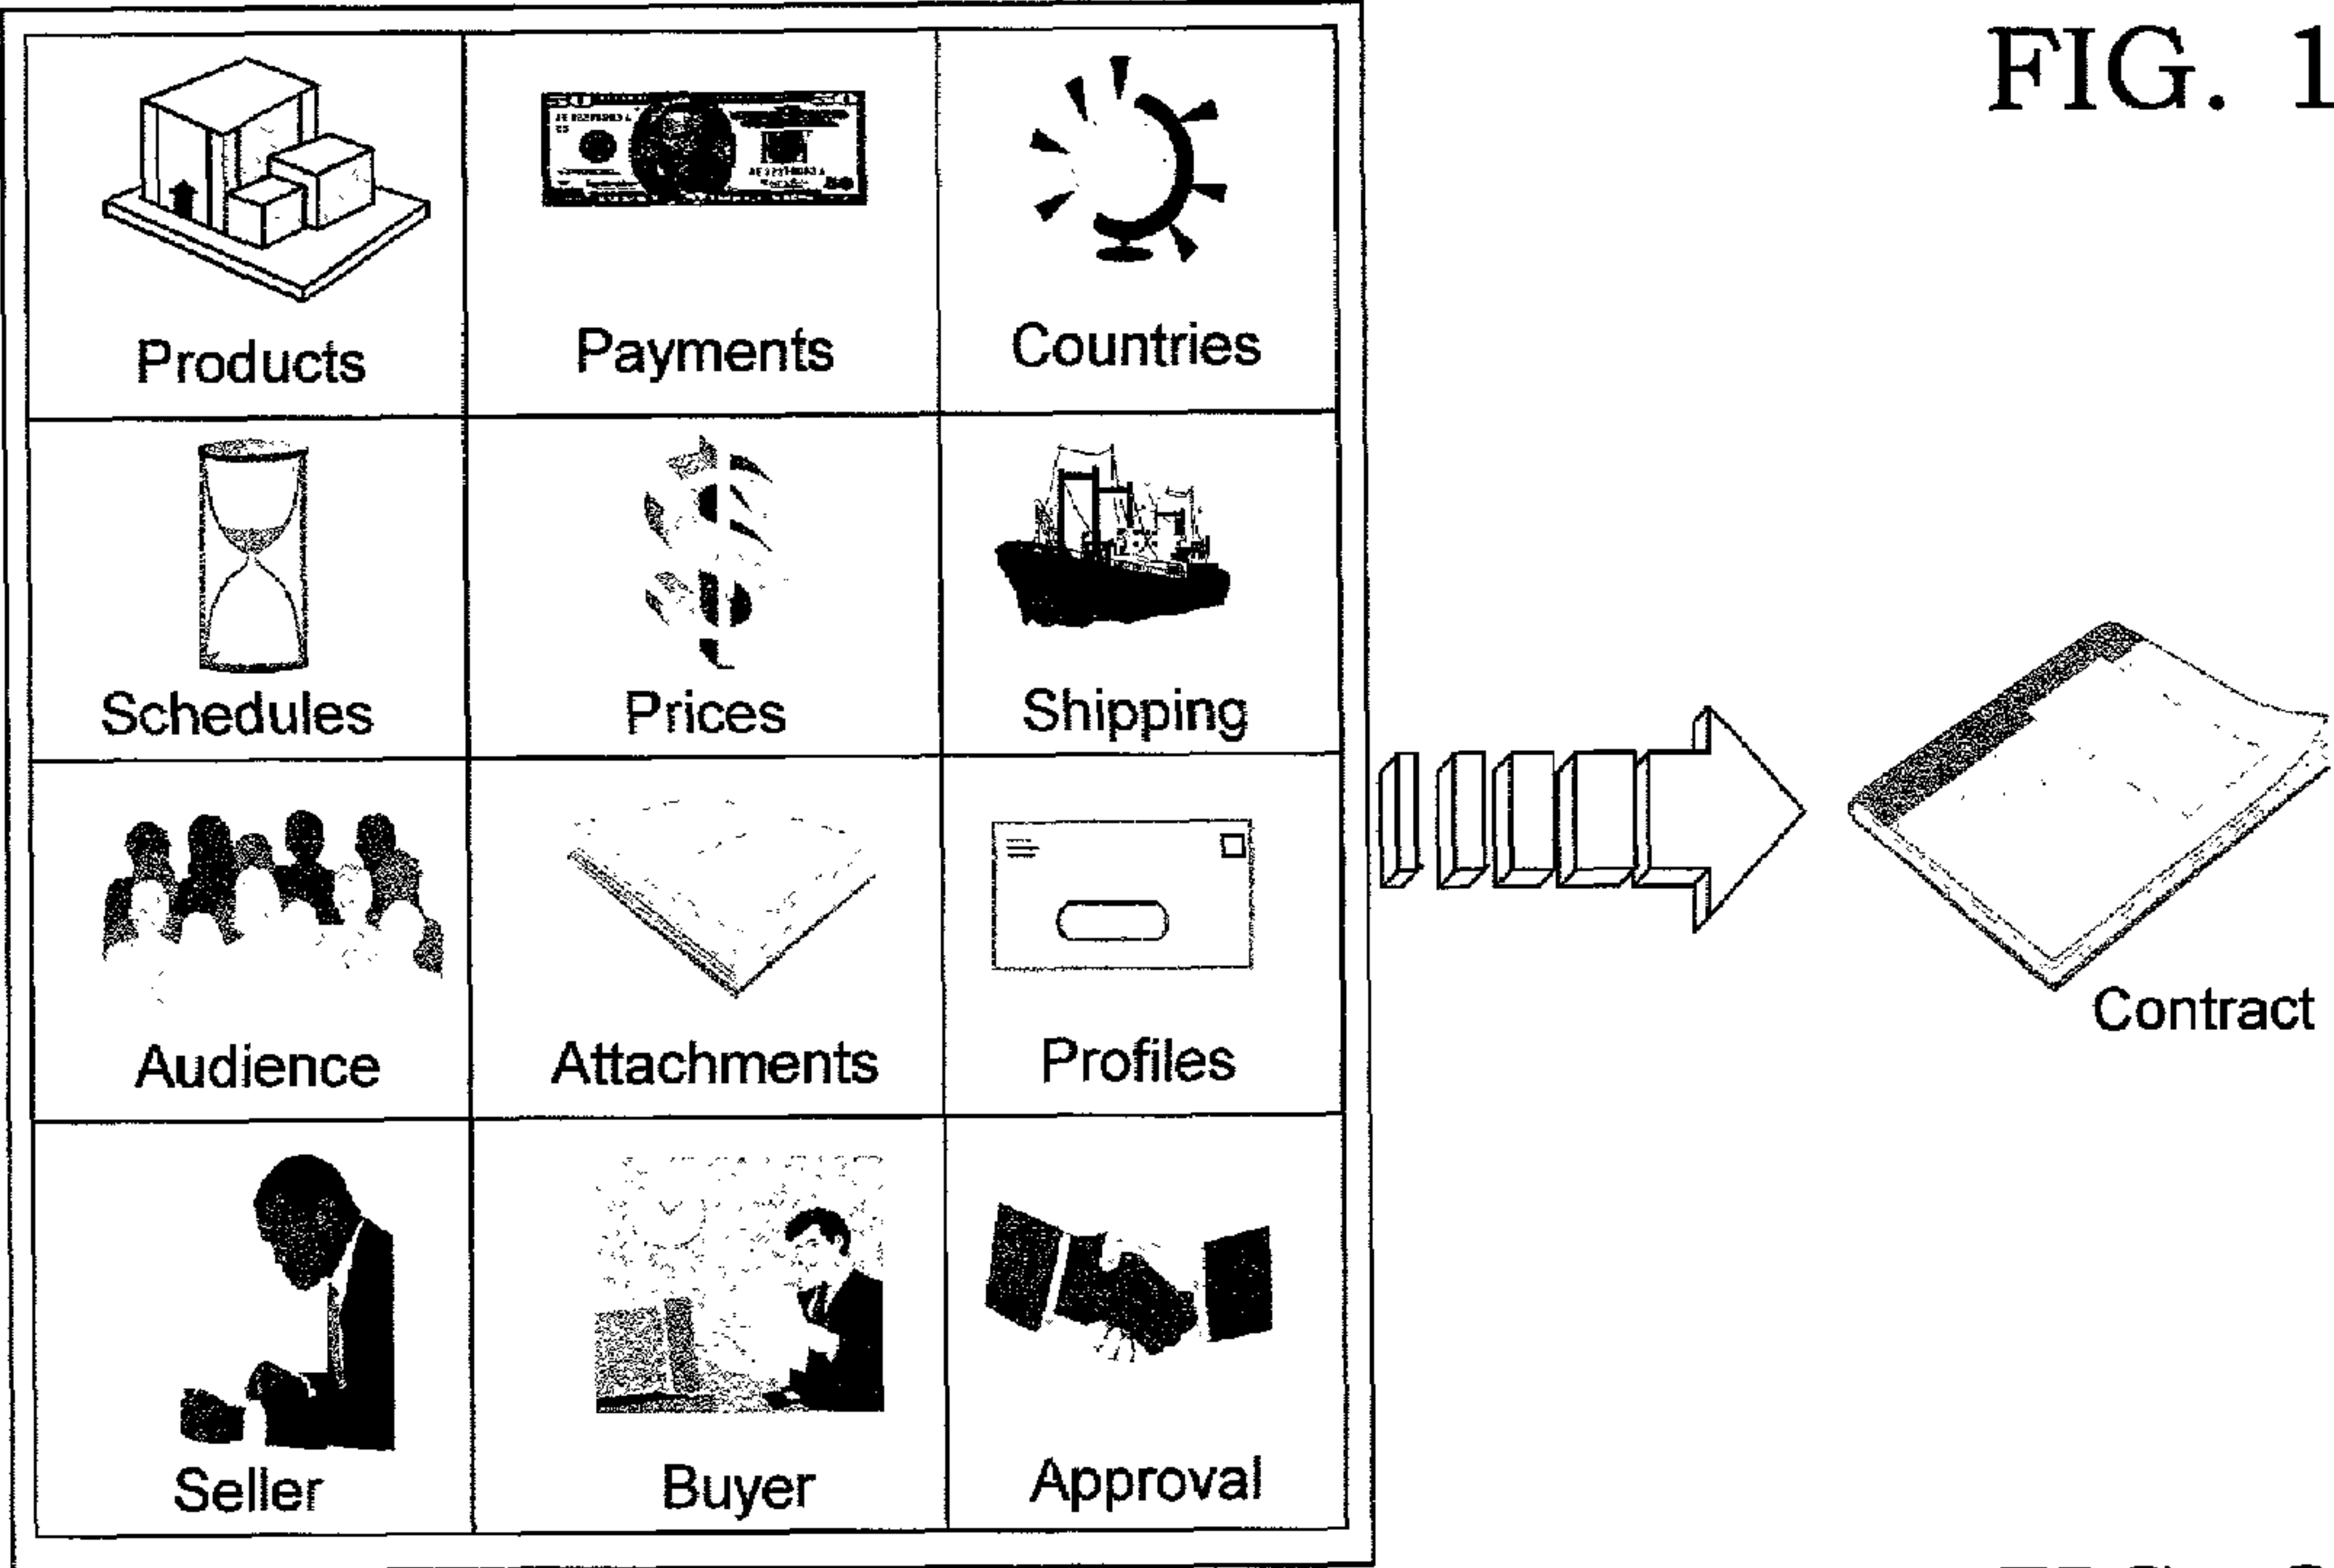 FIG. 1
Products
Payments
Countries
Schedules
Prices
Shipping
Audience
Attachments
Profiles
Contract
Seller
Buyer
Approval